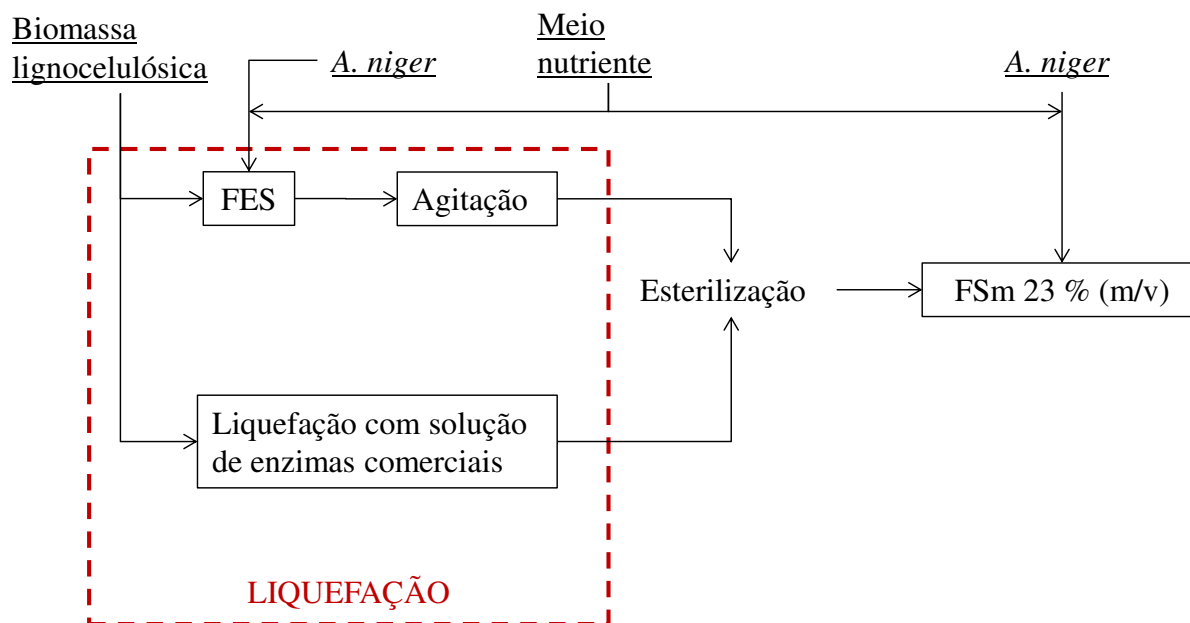 Biomassa
lignocelulósica
A. niger
Meio
nutriente
A. niger
FES
Agitação
Esterilização
FSm 23 % (m/v)
Liquefação com solução
de enzimas comerciais
LIQUEFAÇÃO